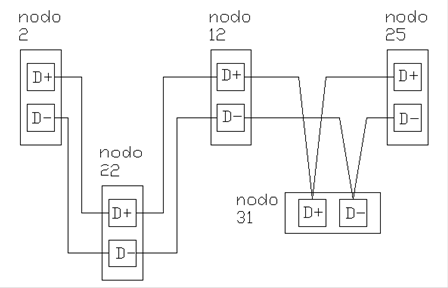 nodo
2
nodo
12
nodo
25
D+
D-
D+
D-
D+
D-
nodo
22
D+
D-
nodo
31
D+ D-